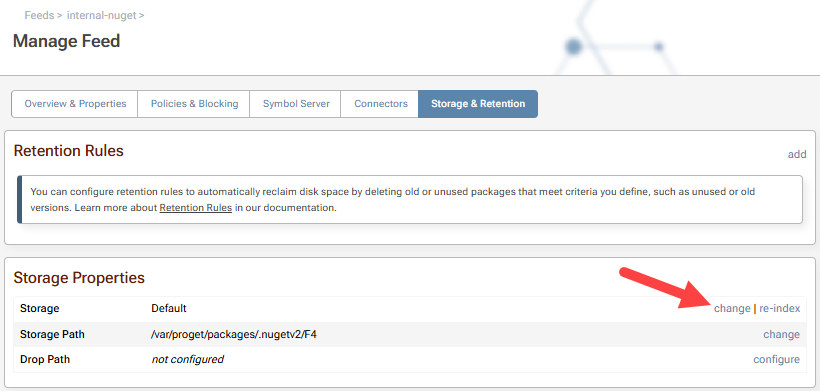 Feeds > internal-nuget >
Manage Feed
Overview & Properties
Policies & Blocking
Symbol Server
Connectors
Storage & Retention
Retention Rules
add
You can configure retention rules to automatically reclaim disk space by deleting old or unused packages that meet criteria you define, such as unused or old
versions. Learn more about Retention Rules in our documentation.
Storage Properties
Storage Default change | re-index
Storage Path /var/proget/packages/.nugetv2/F4 change
Drop Path not configured configure